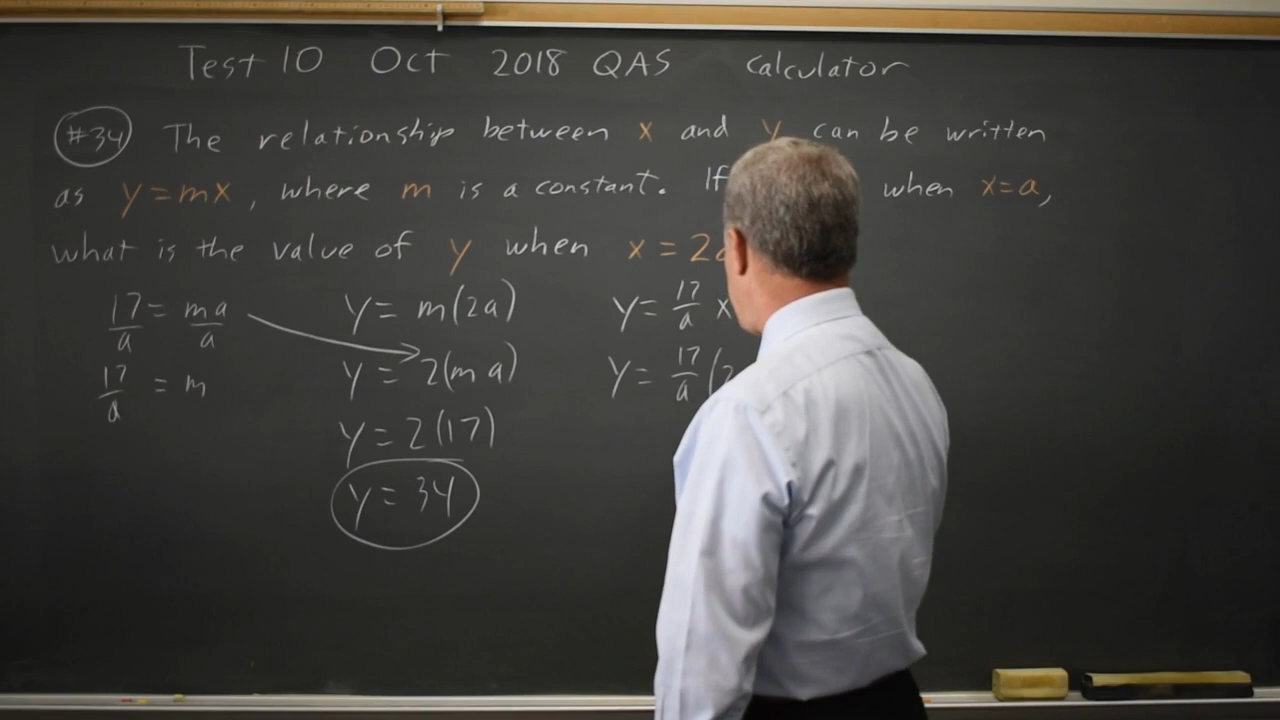 Test 10 Oct 2018 QAS calculator
#34 The relationship between x and y can be written
as y=mx, where m is a constant. If when x=a,
what is the value of y when x = 2
17/a = ma/a
17/a = m
y = m(2a)
y = 2(ma)
y = 2(17)
y = 34
y = 17/a x
y = 17/a (2